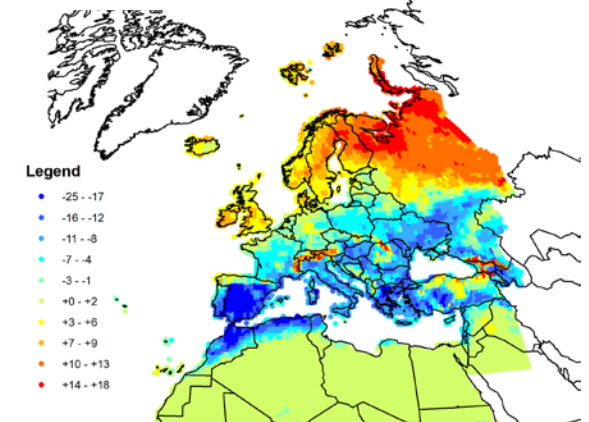 Legend
-25 - -17
-16 - -12
-11 - -8
-7 - -4
-3 - -1
+0 - +2
+3 - +6
+7 - +9
+10 - +13
+14 - +18